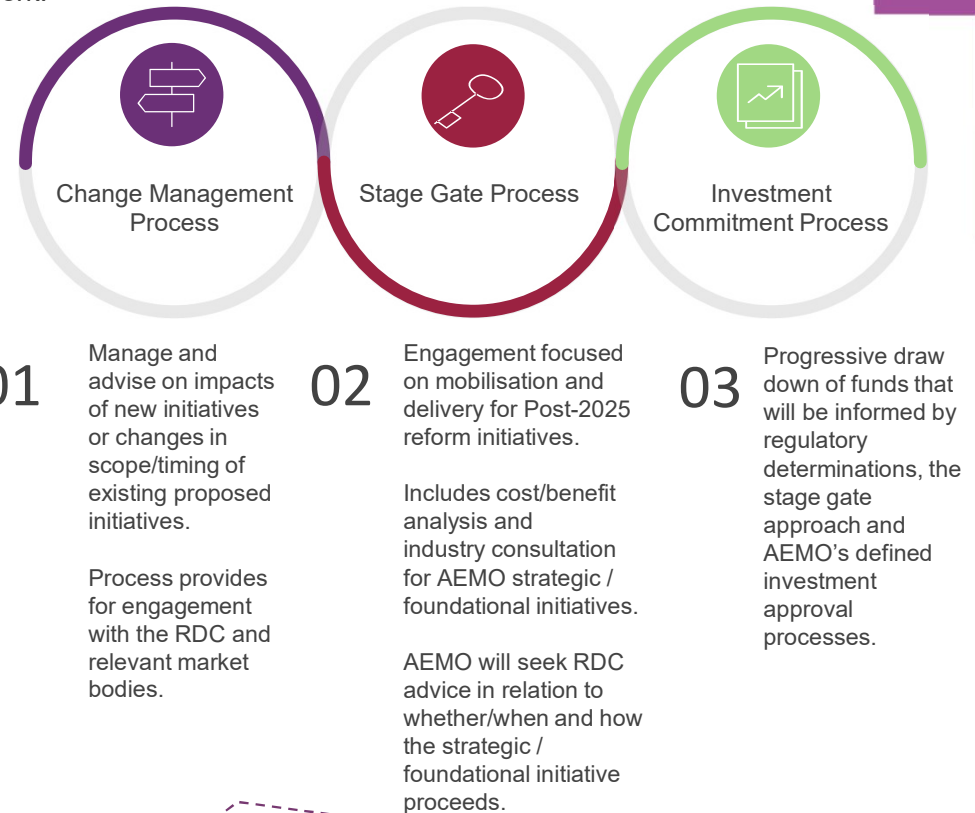 Change Management
Process
Stage Gate Process
Investment
Commitment Process
01
Manage and
advise on impacts
of new initiatives
or changes in
scope/timing of
existing proposed
initiatives.
Process provides
for engagement
with the RDC and
relevant market
bodies.
02
Engagement focused
on mobilisation and
delivery for Post-2025
reform initiatives.
Includes cost/benefit
analysis and
industry consultation
for AEMO strategic /
foundational initiatives.
AEMO will seek RDC
advice in relation to
whether/when and how
the strategic /
foundational initiative
proceeds.
03
Progressive draw
down of funds that
will be informed by
regulatory
determinations, the
stage gate
approach and
AEMO’s defined
investment
approval
processes.